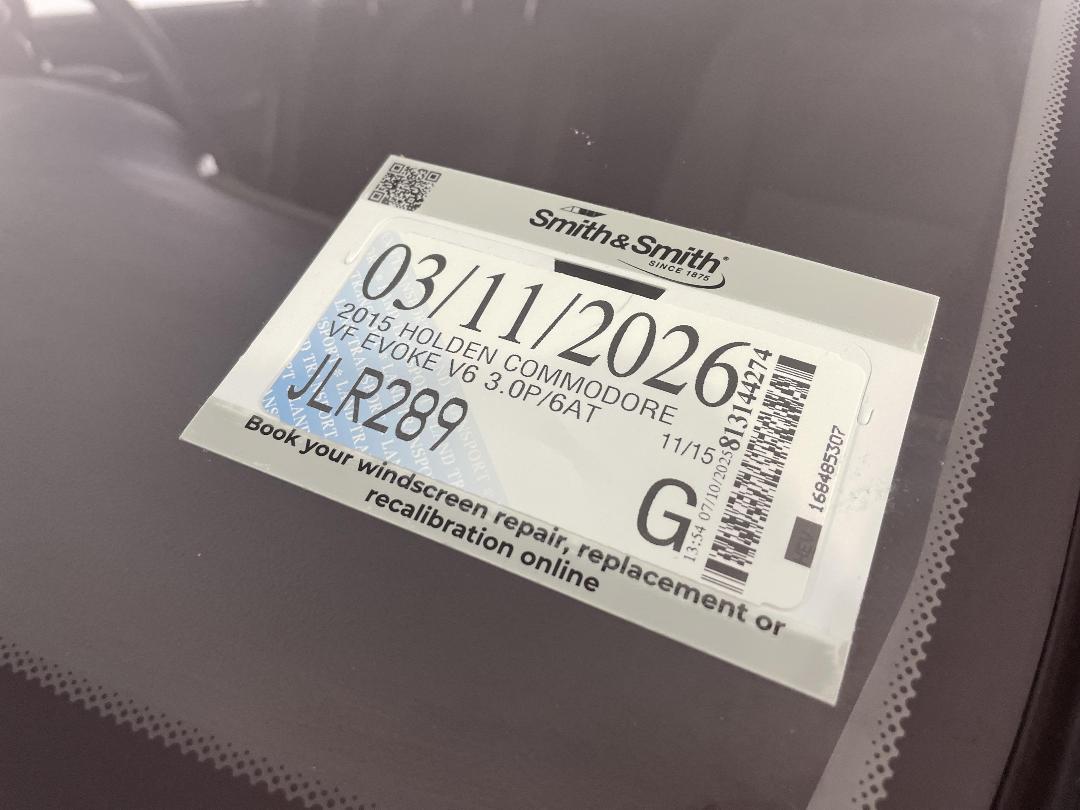 Smith&Smith®
SINCE 1875
03/11/2026
2015 HOLDEN COMMODORE
VF EVOKE V6 3.0P/6AT
JLR289
11/15
G
13:54 07/10/2025
813144274
168485307
REV
Book your windscreen repair, replacement or
recalibration online